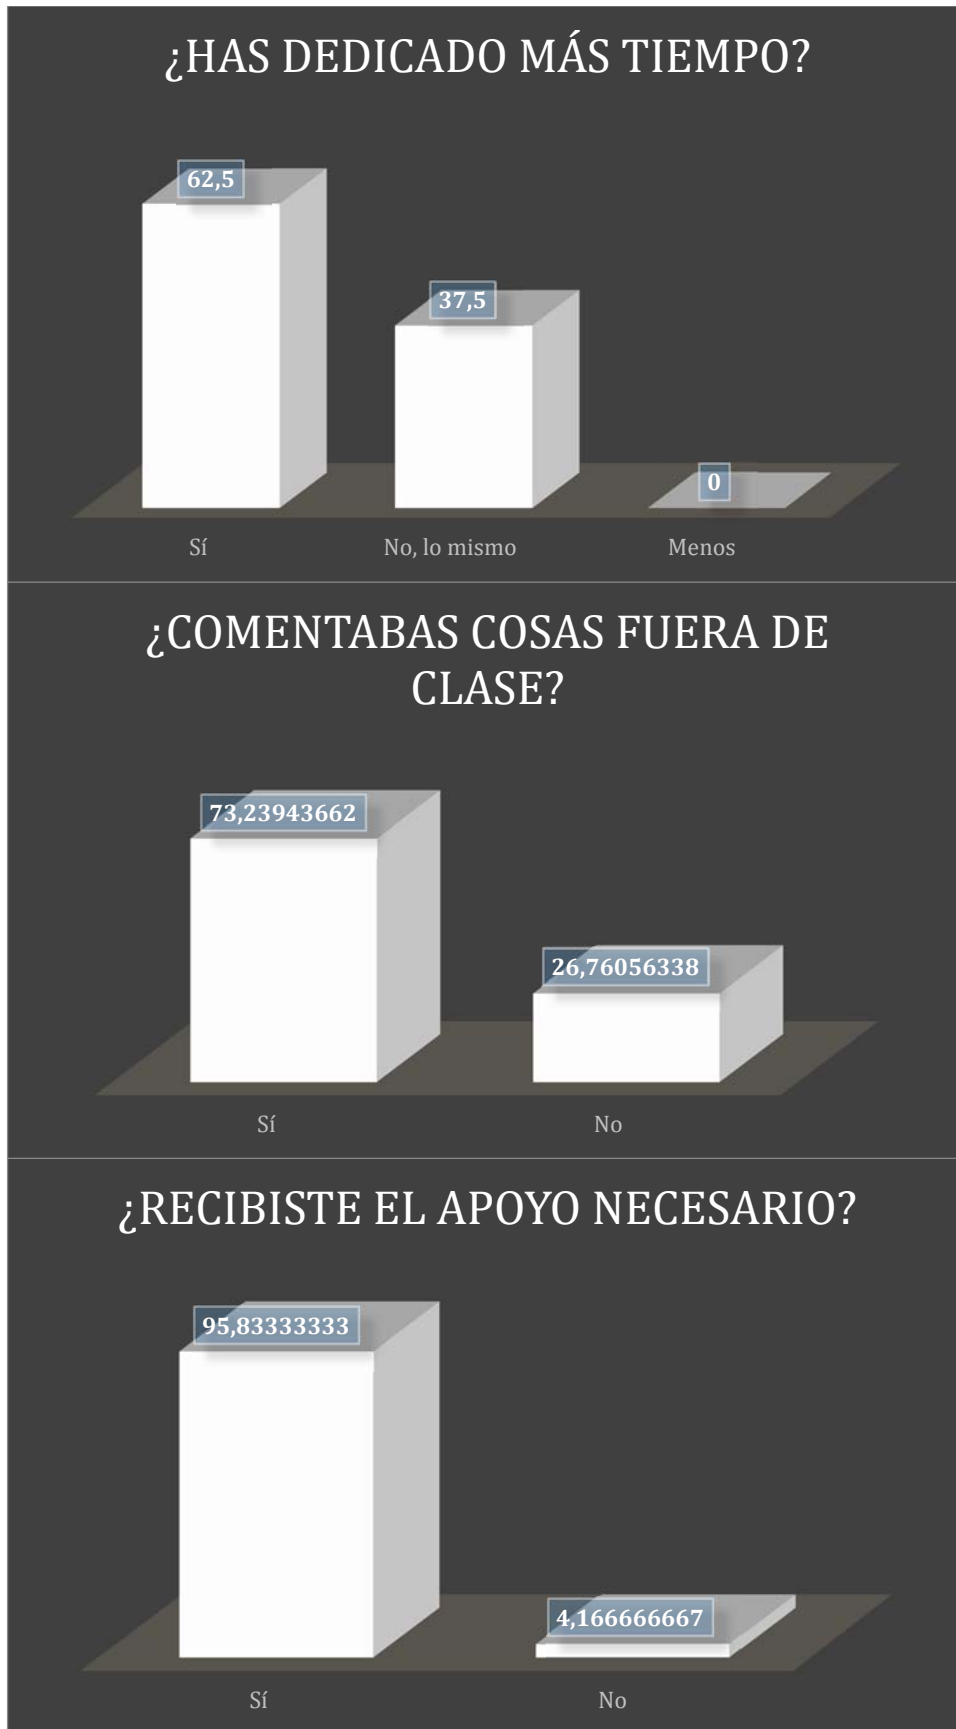 ¿HAS DEDICADO MÁS TIEMPO?
62,5
37,5
0
Sí
No, lo mismo
Menos
¿COMENTABAS COSAS FUERA DE
CLASE?
73,23943662
26,76056338
Sí
No
¿RECIBISTE EL APOYO NECESARIO?
95,83333333
4,166666667
Sí
No